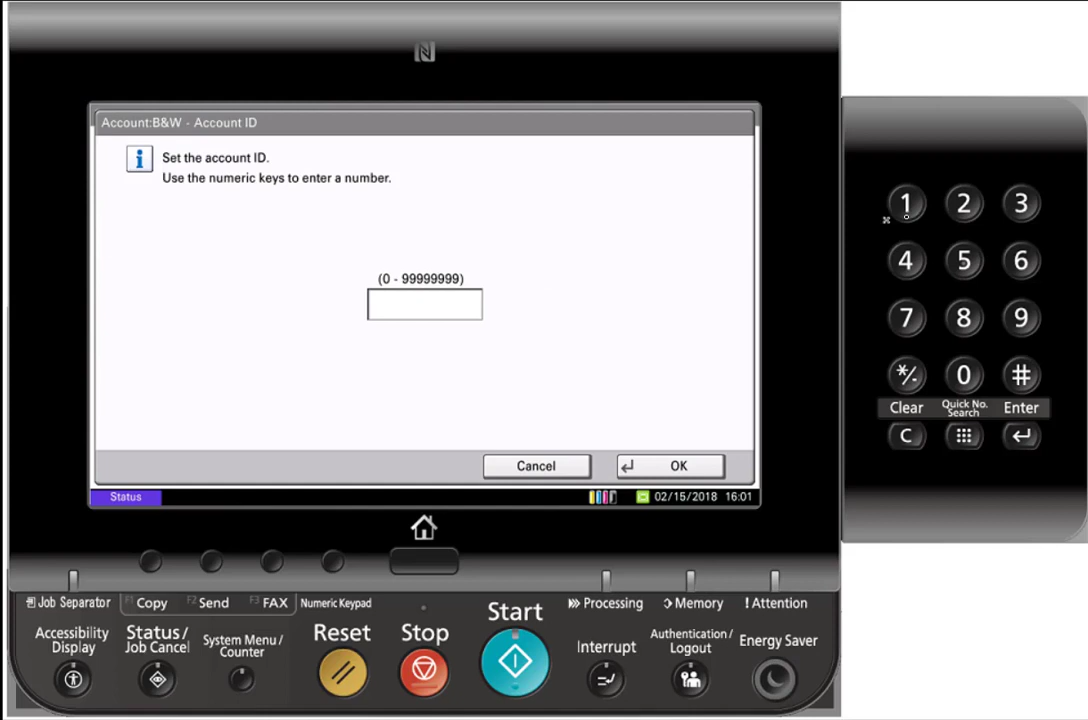 Account:B&W - Account ID
i
Set the account ID.
Use the numeric keys to enter a number.
(0 - 99999999)
Cancel
OK
Status
02/15/2018 16:01
1 2 3
4 5 6
7 8 9
*/. 0 #
Clear Quick No. Search Enter
C
Job Separator
F1 Copy F2 Send F3 FAX
Numeric Keypad
Processing
Memory
! Attention
Accessibility Display
Status/ Job Cancel
System Menu/ Counter
Reset
Stop
Start
Interrupt
Authentication/ Logout
Energy Saver